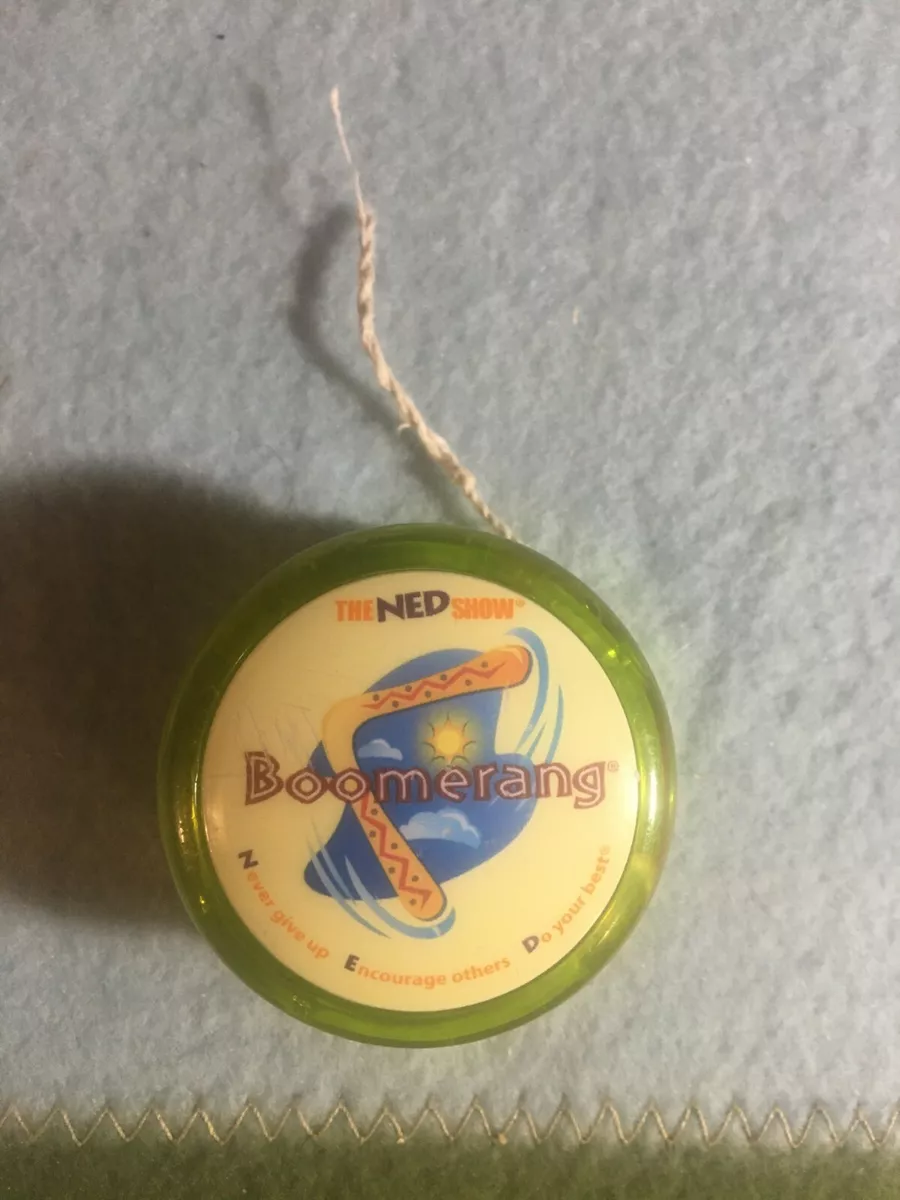 THE NED SHOW®
Boomerang®
Never give up Encourage others Do your best®